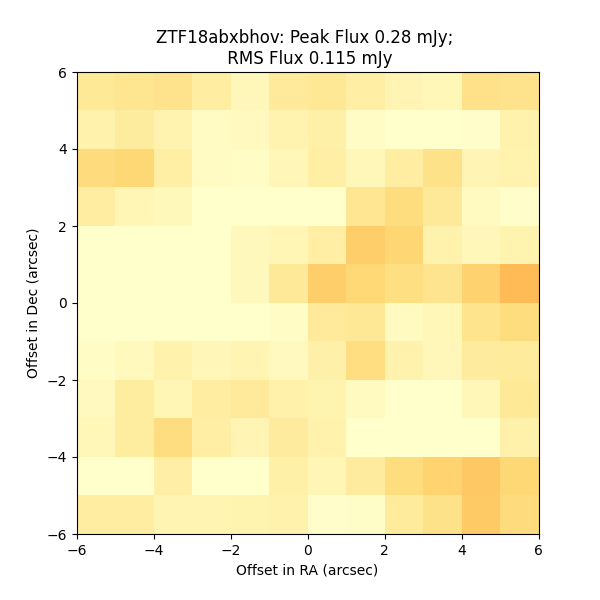 ZTF18abxbhov: Peak Flux 0.28 mJy;
RMS Flux 0.115 mJy
6
4
2
0
−2
−4
−6
Offset in Dec (arcsec)
−6 −4 −2 0 2 4 6
Offset in RA (arcsec)